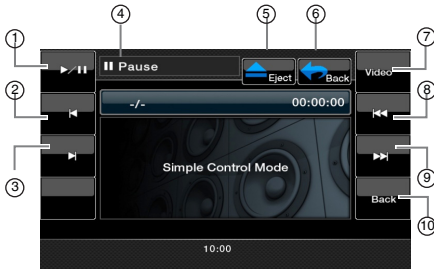 ① ④ ⑤ ⑥ ⑦
⏸ Pause Eject Back Video
② -/- 00:00:00 ⑧
③ Simple Control Mode ⑨
Back ⑩
10:00